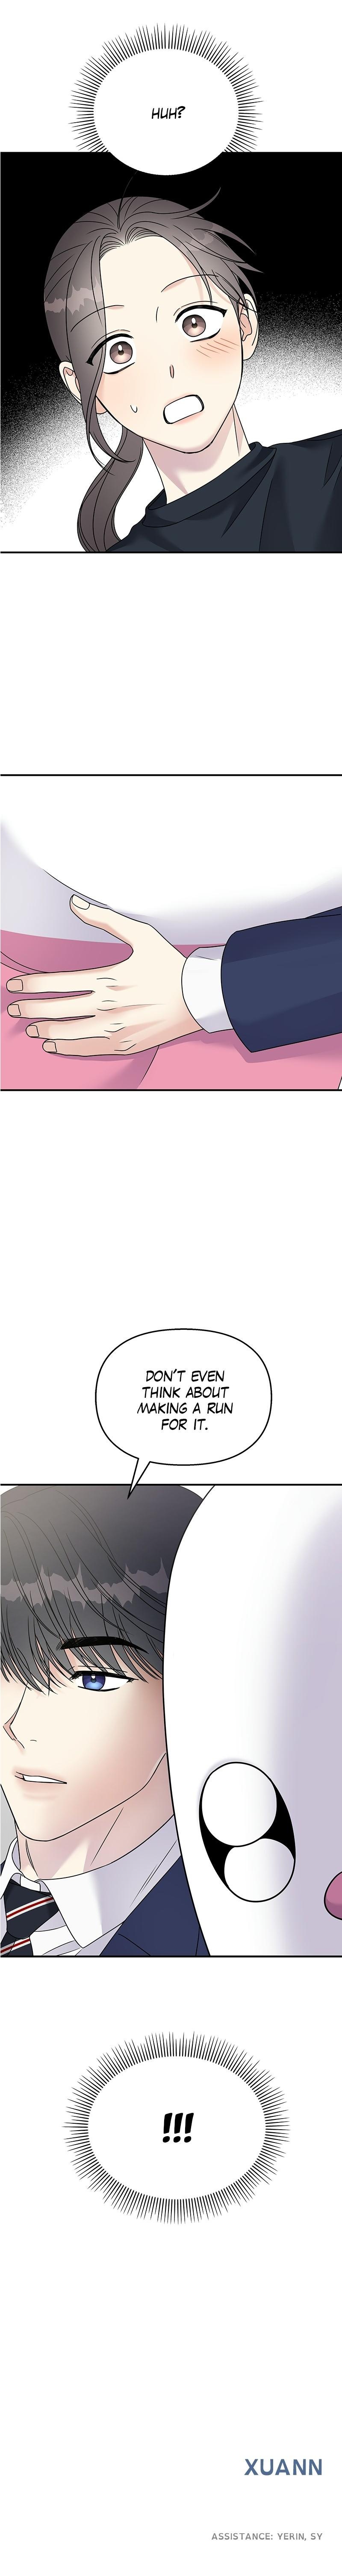 HUH?
DON'T EVEN
THINK ABOUT
MAKING A RUN
FOR IT.
!!!
XUANN
ASSISTANCE: YERIN, SY